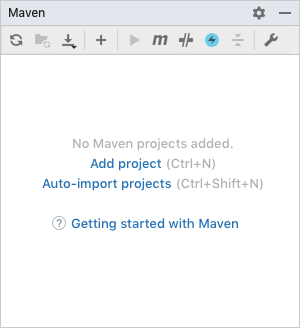 Maven
m
No Maven projects added.
Add project (Ctrl+N)
Auto-import projects (Ctrl+Shift+N)
? Getting started with Maven